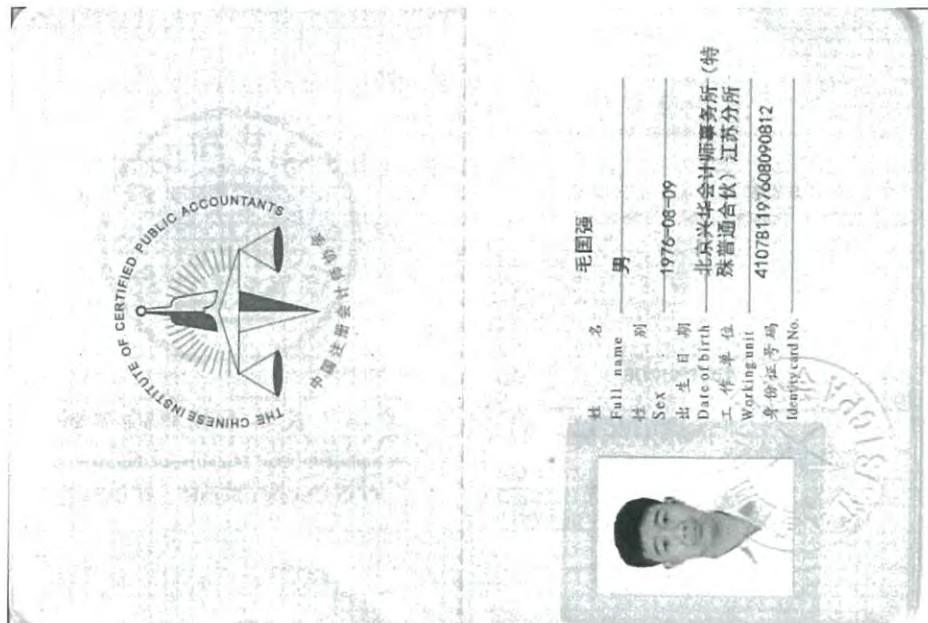 THE CHINESE INSTITUTE OF CERTIFIED PUBLIC ACCOUNTANTS
中国注册会计师协会
姓 名 毛国强
Full name
性 别 男
Sex
出 生 日 期 1976-08-09
Date of birth
工 作 单 位 北京兴华会计师事务所(特
殊普通合伙)江苏分所
Working unit
身份证号码 410781197608090812
Identity card No.
JSICPA